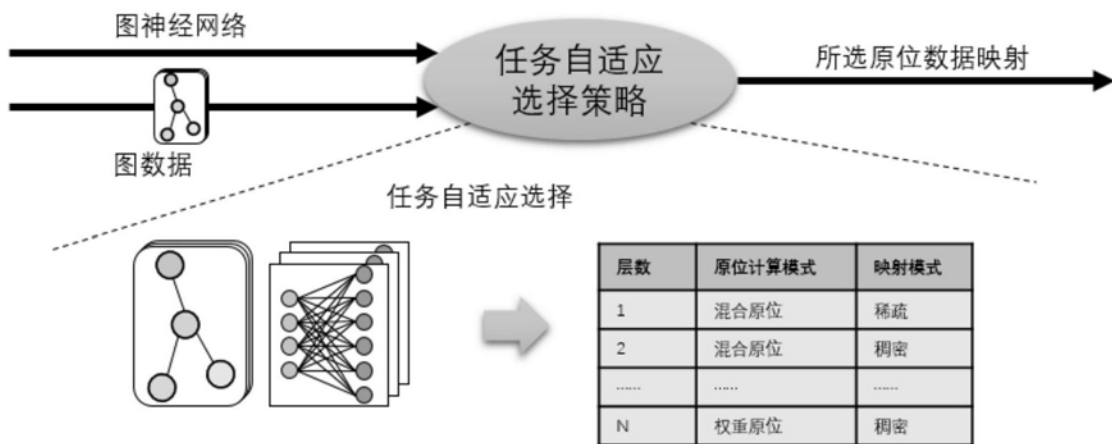 图神经网络
任务自适应
选择策略
所选原位数据映射
图数据
任务自适应选择
层数 原位计算模式 映射模式
1 混合原位 稀疏
2 混合原位 稠密
...... ...... ......
N 权重原位 稠密